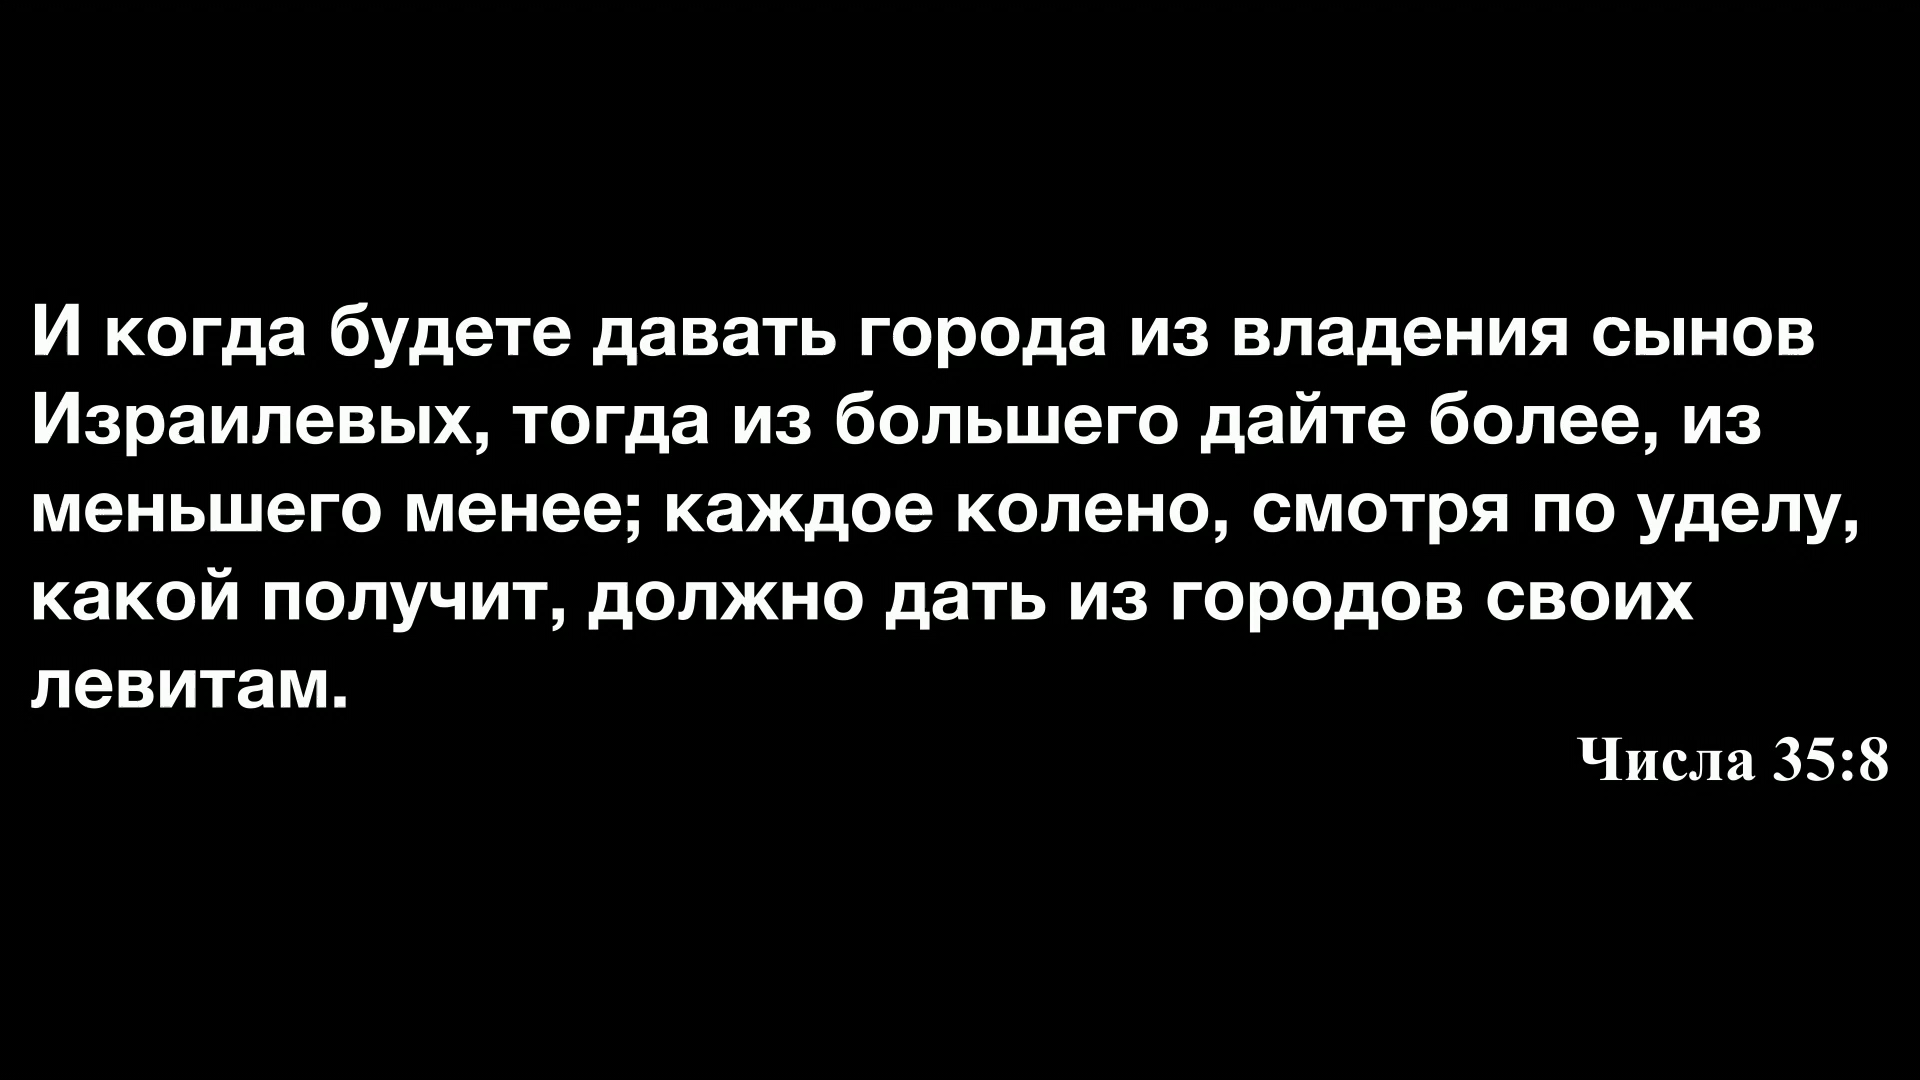 И когда будете давать города из владения сынов
Израилевых, тогда из большего дайте более, из
меньшего менее; каждое колено, смотря по уделу,
какой получит, должно дать из городов своих
левитам.
Числа 35:8